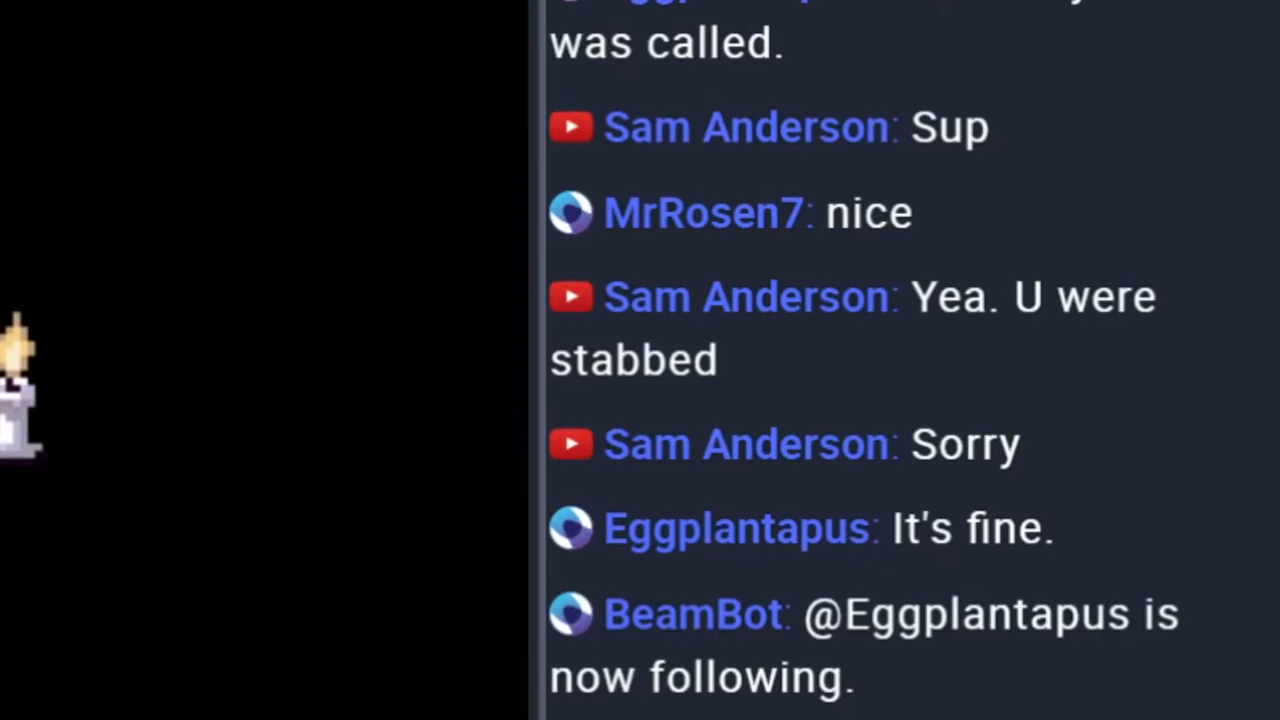 was called.
Sam Anderson: Sup
MrRosen7: nice
Sam Anderson: Yea. U were
stabbed
Sam Anderson: Sorry
Eggplantapus: It's fine.
BeamBot: @Eggplantapus is
now following.